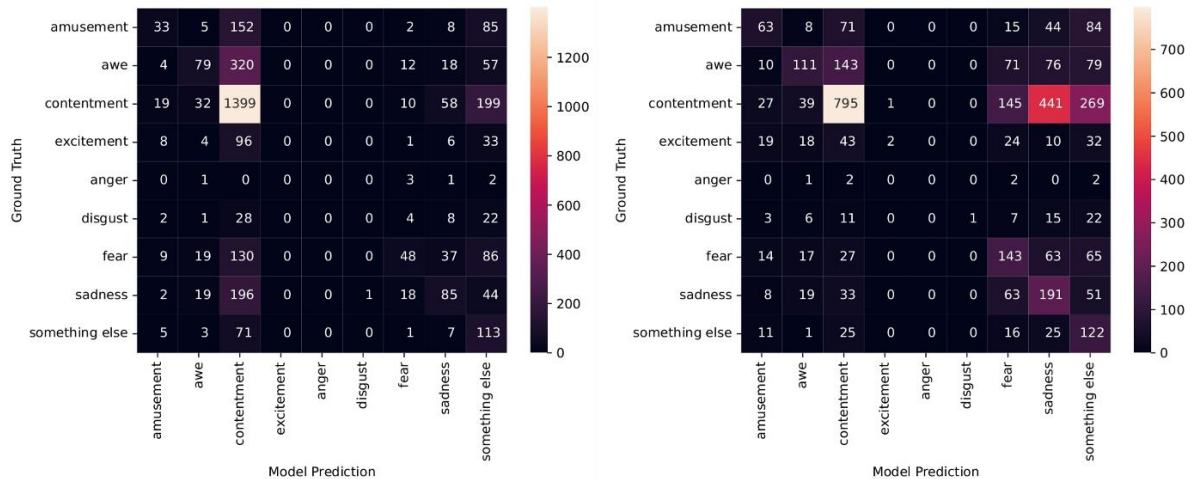 amusement 33 5 152 0 0 0 2 8 85
awe 4 79 320 0 0 0 12 18 57
contentment 19 32 1399 0 0 0 10 58 199
excitement 8 4 96 0 0 0 1 6 33
anger 0 1 0 0 0 0 3 1 2
disgust 2 1 28 0 0 0 4 8 22
fear 9 19 130 0 0 0 48 37 86
sadness 2 19 196 0 0 1 18 85 44
something else 5 3 71 0 0 0 1 7 113
Ground Truth
amusement
awe
contentment
excitement
anger
disgust
fear
sadness
something else
Model Prediction
1200
1000
800
600
400
200
0
amusement 63 8 71 0 0 0 15 44 84
awe 10 111 143 0 0 0 71 76 79
contentment 27 39 795 1 0 0 145 441 269
excitement 19 18 43 2 0 0 24 10 32
anger 0 1 2 0 0 0 2 0 2
disgust 3 6 11 0 0 1 7 15 22
fear 14 17 27 0 0 0 143 63 65
sadness 8 19 33 0 0 0 63 191 51
something else 11 1 25 0 0 0 16 25 122
Ground Truth
amusement
awe
contentment
excitement
anger
disgust
fear
sadness
something else
Model Prediction
700
600
500
400
300
200
100
0